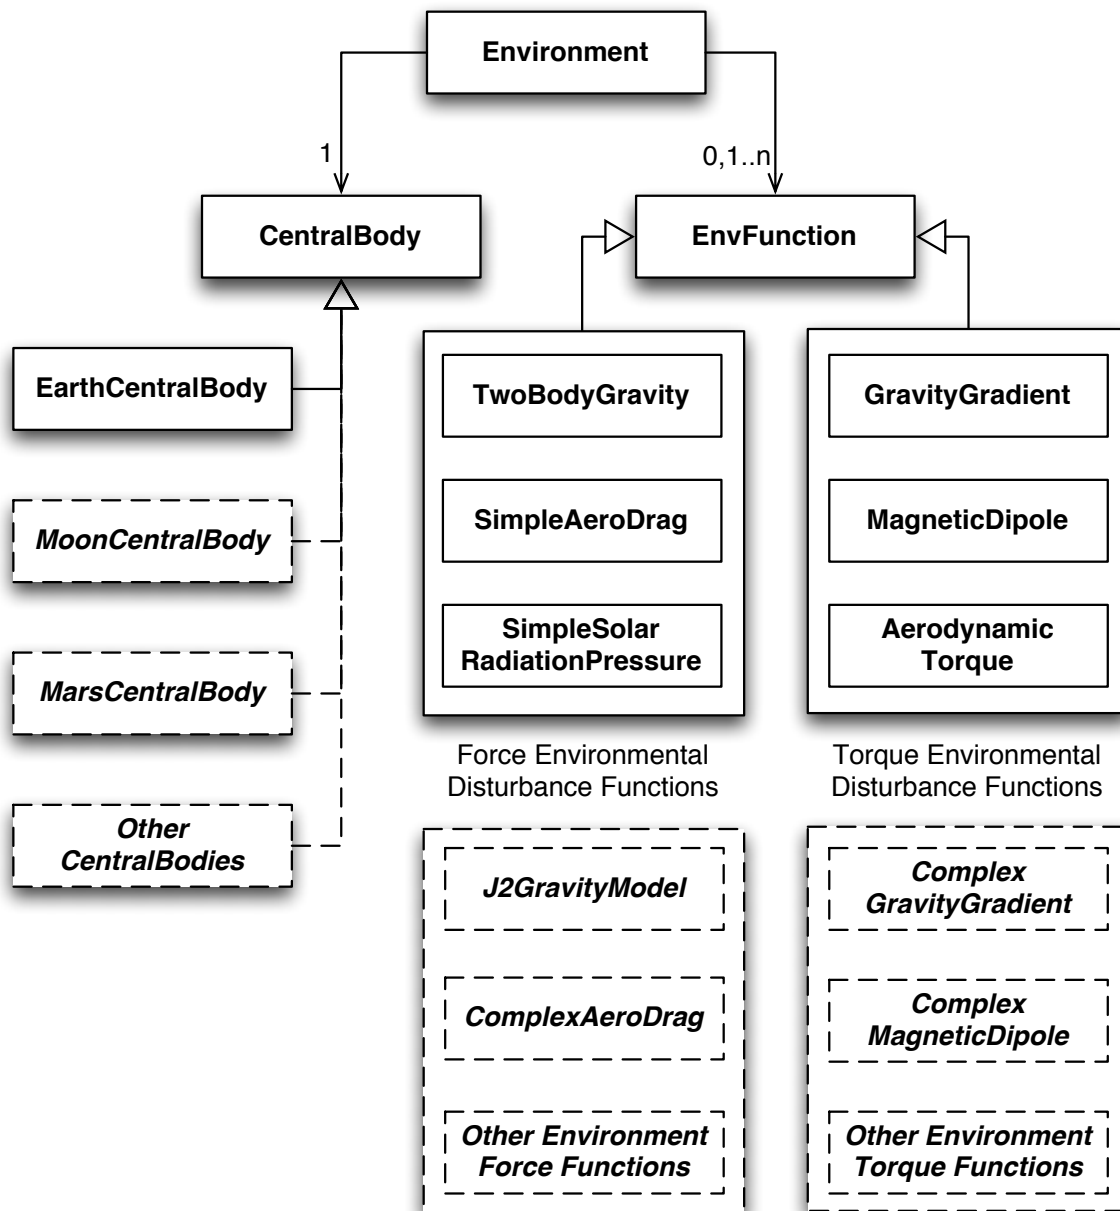 Environment
1
0,1..n
CentralBody
EnvFunction
EarthCentralBody
MoonCentralBody
MarsCentralBody
Other
CentralBodies
TwoBodyGravity
SimpleAeroDrag
SimpleSolar
RadiationPressure
Force Environmental
Disturbance Functions
J2GravityModel
ComplexAeroDrag
Other Environment
Force Functions
GravityGradient
MagneticDipole
Aerodynamic
Torque
Torque Environmental
Disturbance Functions
Complex
GravityGradient
Complex
MagneticDipole
Other Environment
Torque Functions